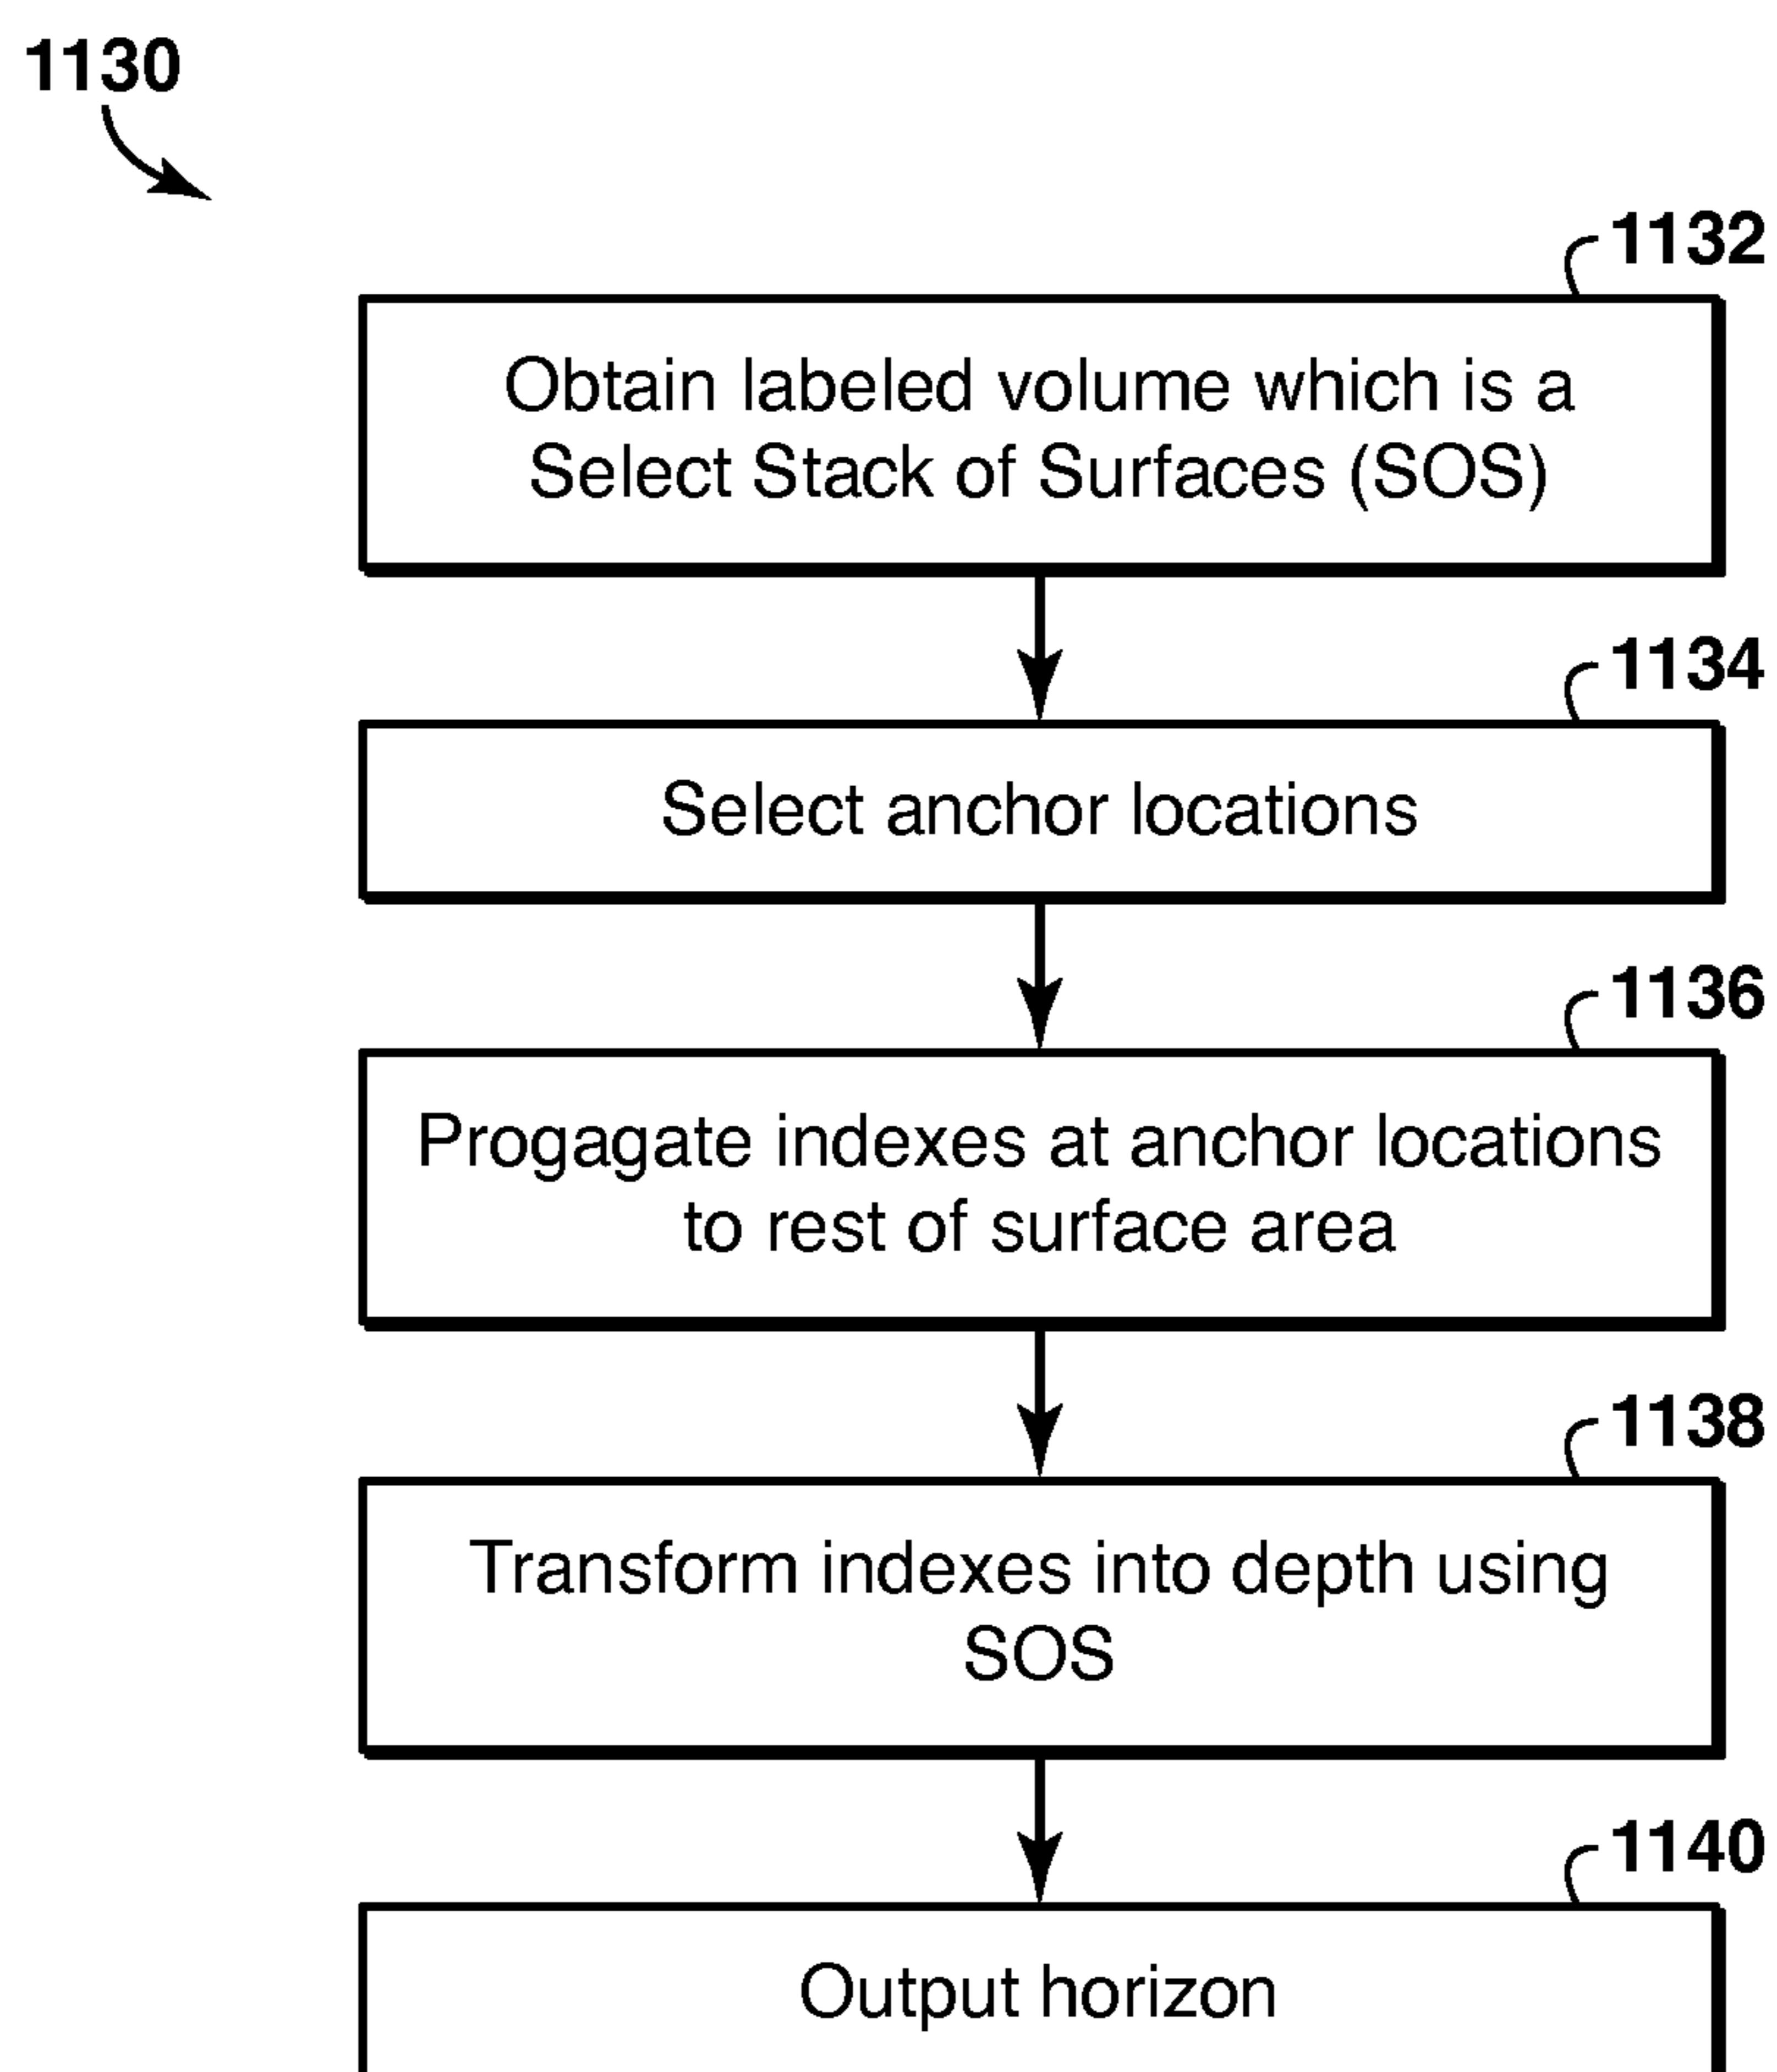 1130
1132
Obtain labeled volume which is a
Select Stack of Surfaces (SOS)
1134
Select anchor locations
1136
Progagate indexes at anchor locations
to rest of surface area
1138
Transform indexes into depth using
SOS
1140
Output horizon